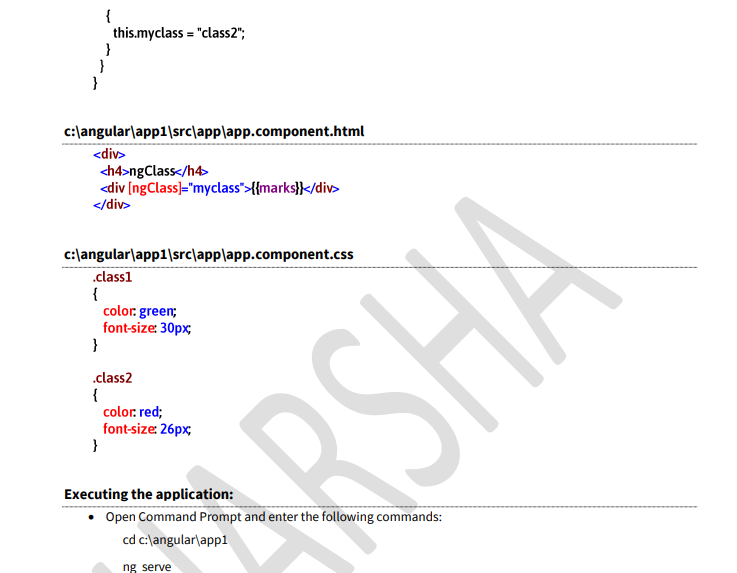 {
this.myclass = "class2";
}
}
}
c:\angular\app1\src\app\app.component.html
<div>
<h4>ngClass</h4>
<div [ngClass]="myclass">{{marks}}</div>
</div>
c:\angular\app1\src\app\app.component.css
.class1
{
color: green;
font-size: 30px;
}
.class2
{
color: red;
font-size: 26px;
}
Executing the application:
• Open Command Prompt and enter the following commands:
cd c:\angular\app1
ng serve
HARSHA